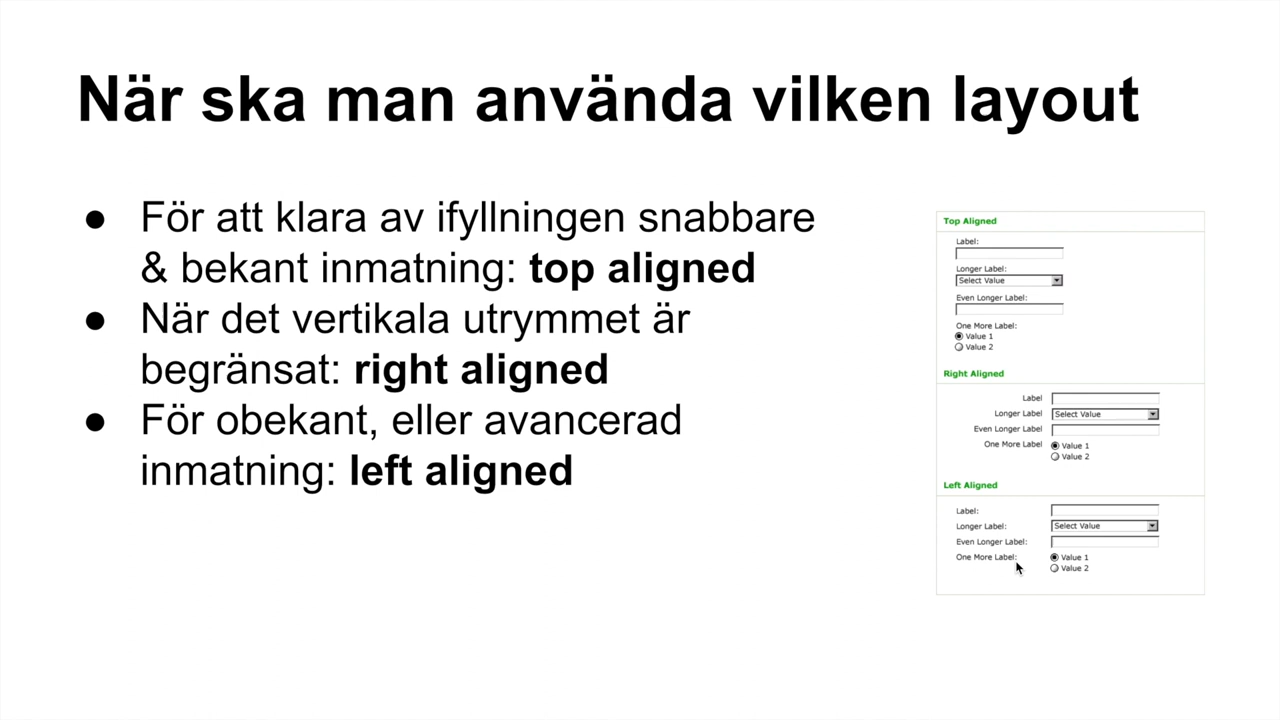 När ska man använda vilken layout
● För att klara av ifyllningen snabbare
& bekant inmatning: top aligned
● När det vertikala utrymmet är
begränsat: right aligned
● För obekant, eller avancerad
inmatning: left aligned
Top Aligned
Label:
Longer Label:
Select Value
Even Longer Label:
One More Label:
Value 1
Value 2
Right Aligned
Label
Longer Label Select Value
Even Longer Label
One More Label Value 1
Value 2
Left Aligned
Label:
Longer Label: Select Value
Even Longer Label:
One More Label: Value 1
Value 2